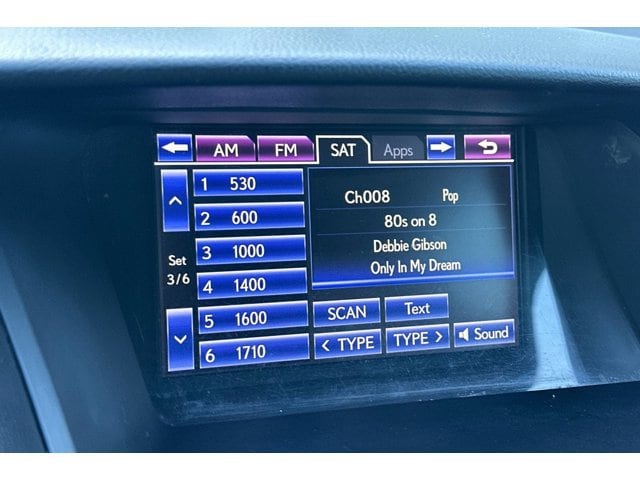 AM FM SAT Apps
1 530
2 600
3 1000
4 1400
5 1600
6 1710
Set
3/6
Ch008 Pop
80s on 8
Debbie Gibson
Only In My Dream
SCAN Text
< TYPE TYPE > Sound